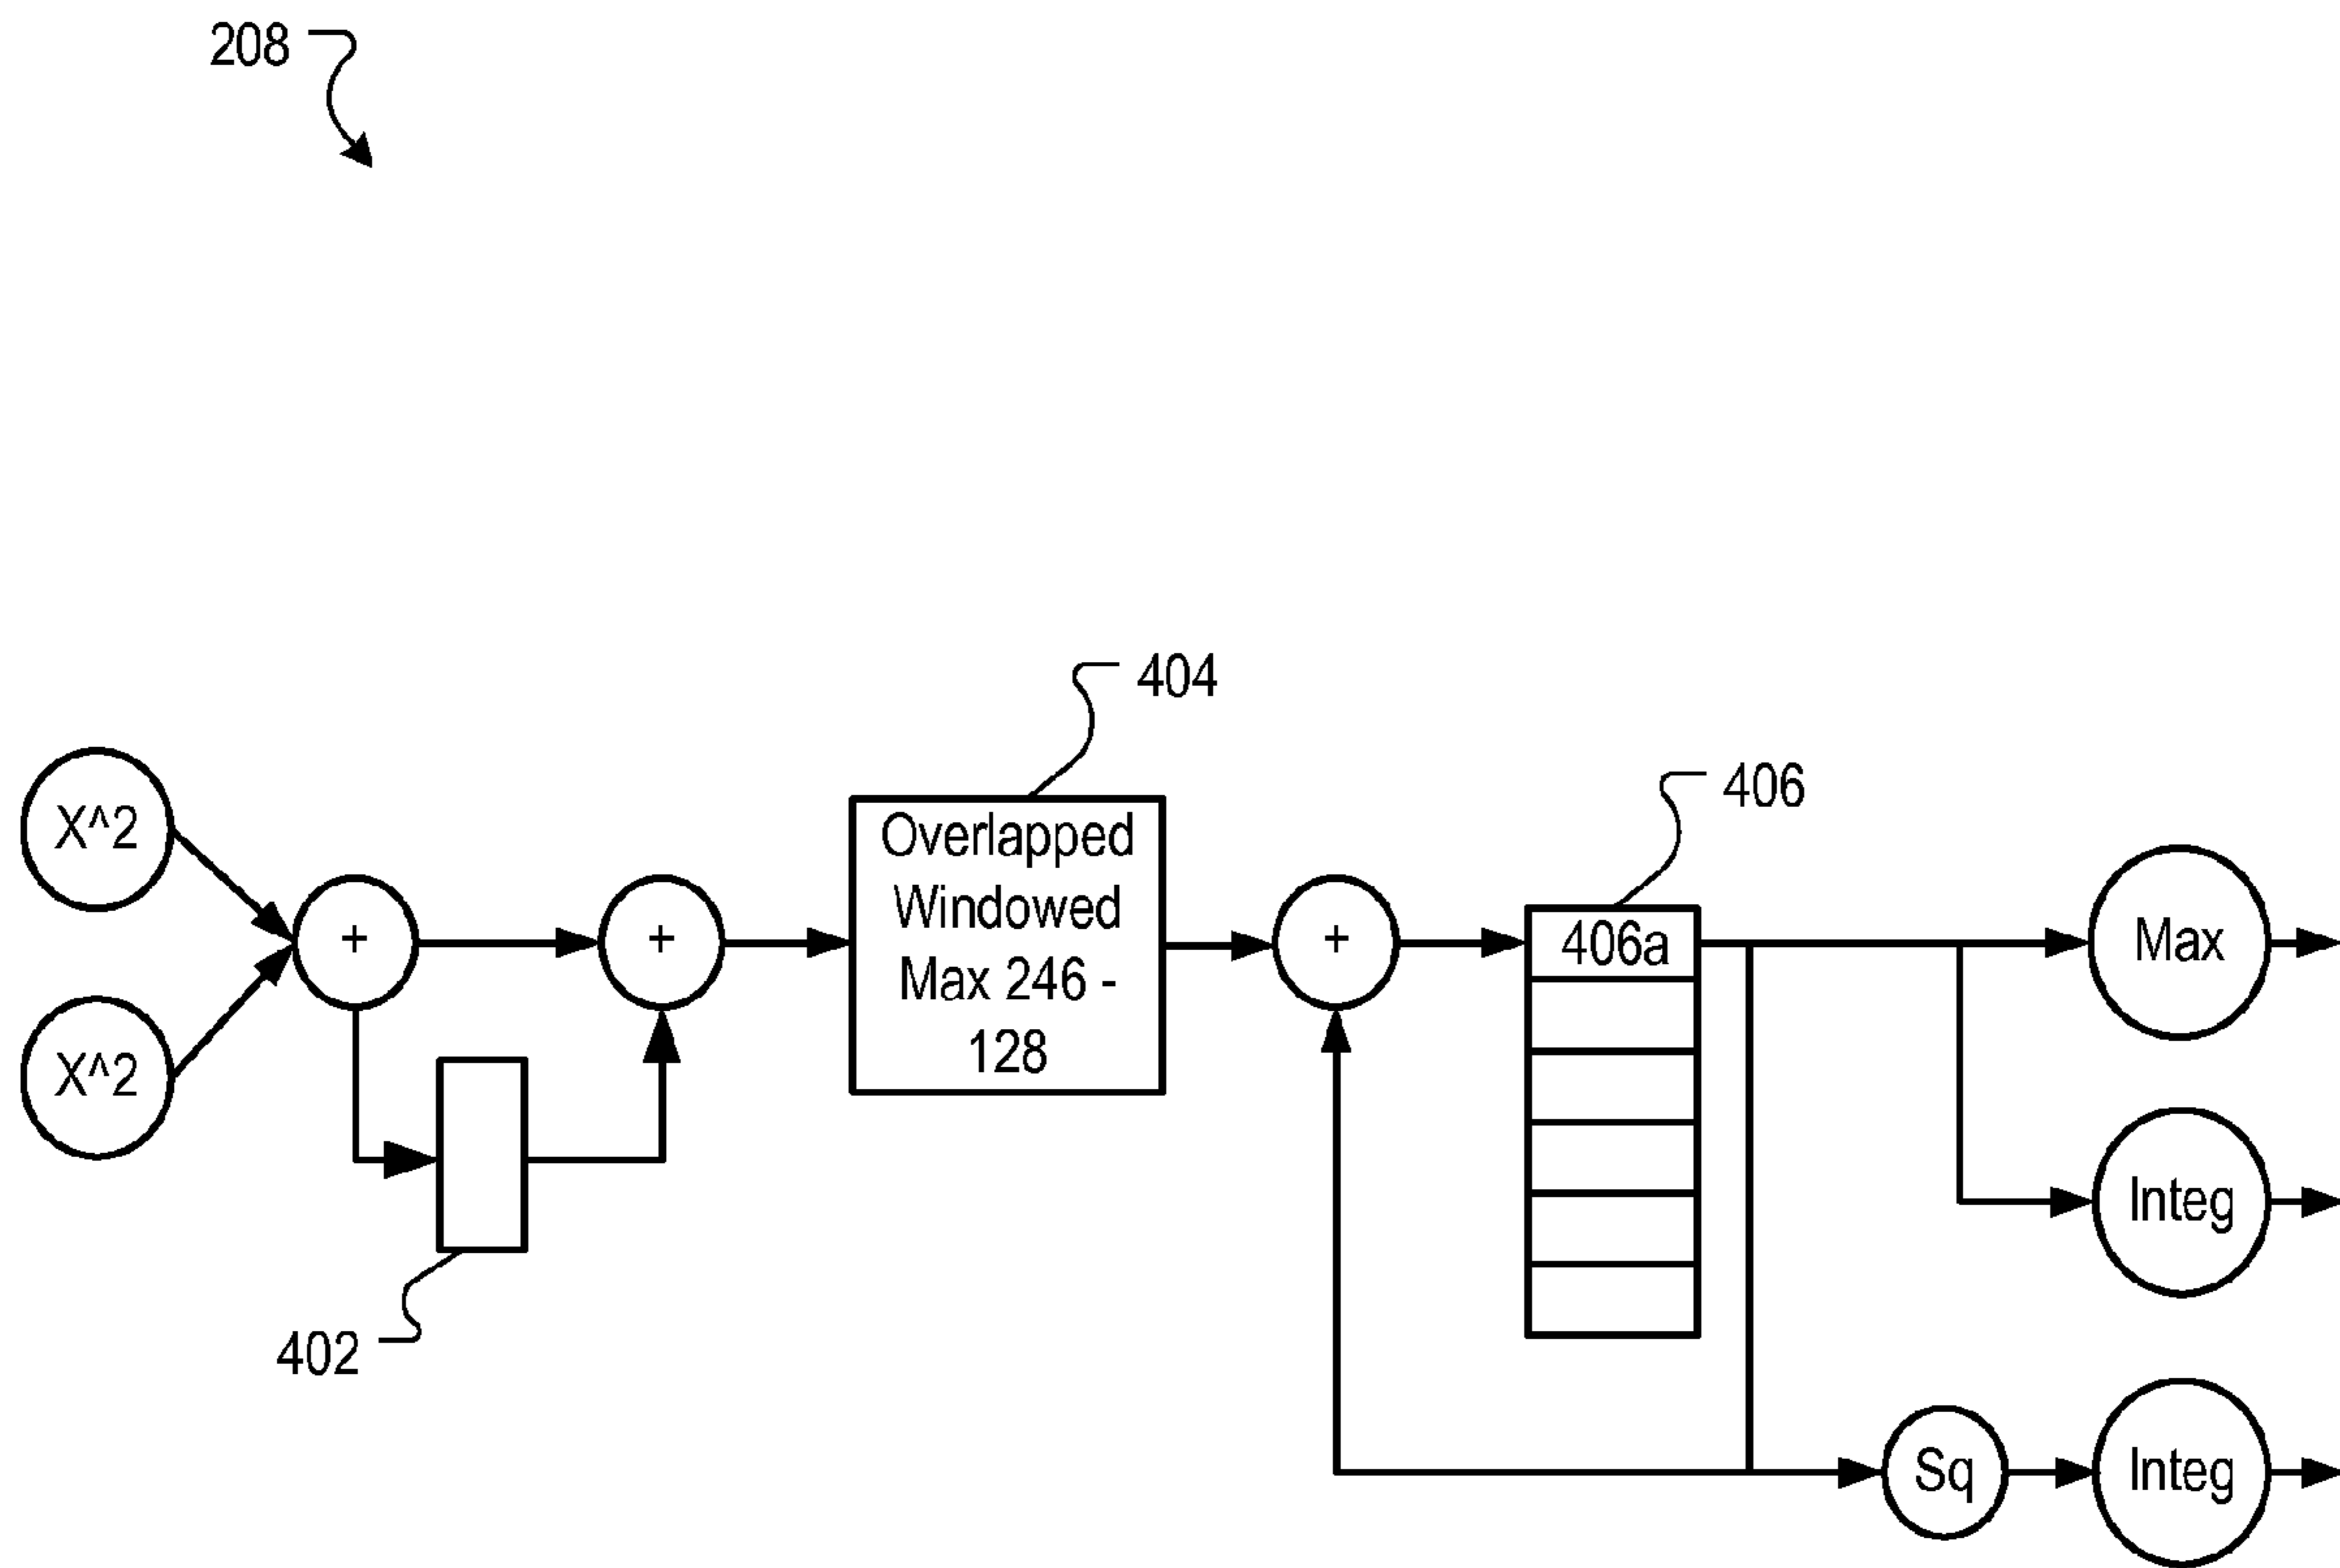 208
404
406
X^2
X^2
+
+
Overlapped
Windowed
Max 246 -
128
+
406a
Max
Integ
402
Sq
Integ